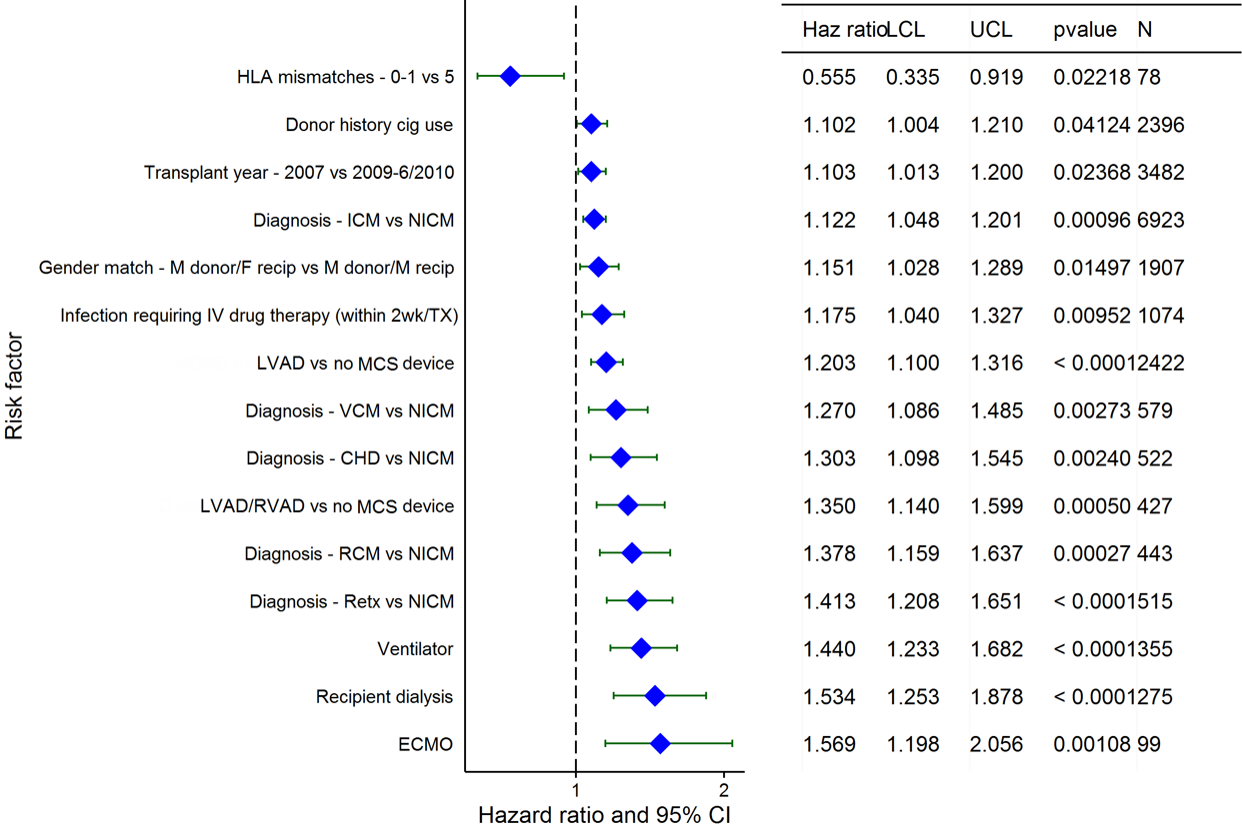 Haz ratioLCL UCL pvalue N
HLA mismatches - 0-1 vs 5 0.555 0.335 0.919 0.02218 78
Donor history cig use 1.102 1.004 1.210 0.04124 2396
Transplant year - 2007 vs 2009-6/2010 1.103 1.013 1.200 0.02368 3482
Diagnosis - ICM vs NICM 1.122 1.048 1.201 0.00096 6923
Gender match - M donor/F recip vs M donor/M recip 1.151 1.028 1.289 0.01497 1907
Infection requiring IV drug therapy (within 2wk/TX) 1.175 1.040 1.327 0.00952 1074
LVAD vs no MCS device 1.203 1.100 1.316 < 0.00012422
Diagnosis - VCM vs NICM 1.270 1.086 1.485 0.00273 579
Diagnosis - CHD vs NICM 1.303 1.098 1.545 0.00240 522
LVAD/RVAD vs no MCS device 1.350 1.140 1.599 0.00050 427
Diagnosis - RCM vs NICM 1.378 1.159 1.637 0.00027 443
Diagnosis - Retx vs NICM 1.413 1.208 1.651 < 0.0001515
Ventilator 1.440 1.233 1.682 < 0.0001355
Recipient dialysis 1.534 1.253 1.878 < 0.0001275
ECMO 1.569 1.198 2.056 0.00108 99
Risk factor
1 2
Hazard ratio and 95% CI